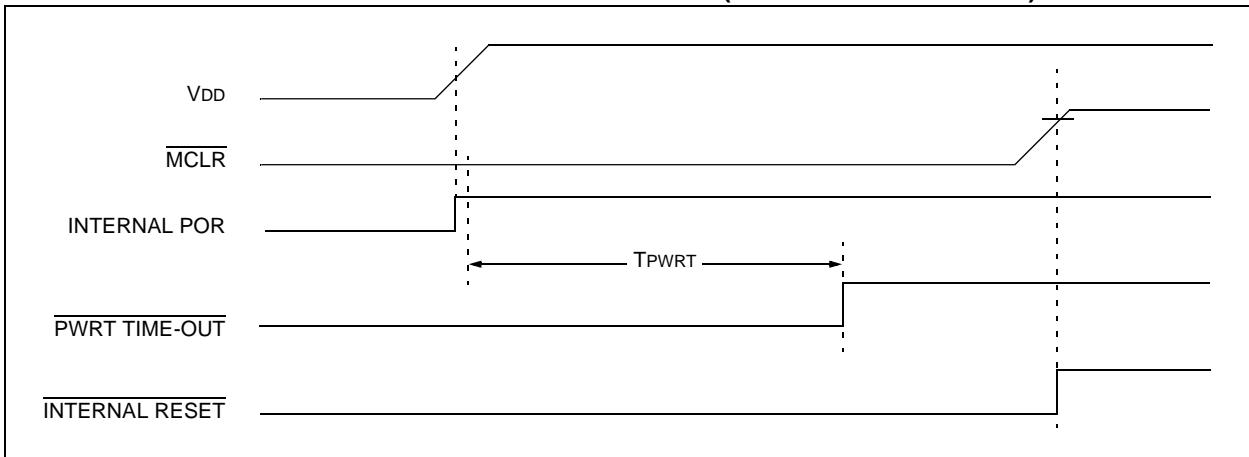 VDD
MCLR
INTERNAL POR
TPWRT
PWRT TIME-OUT
INTERNAL RESET